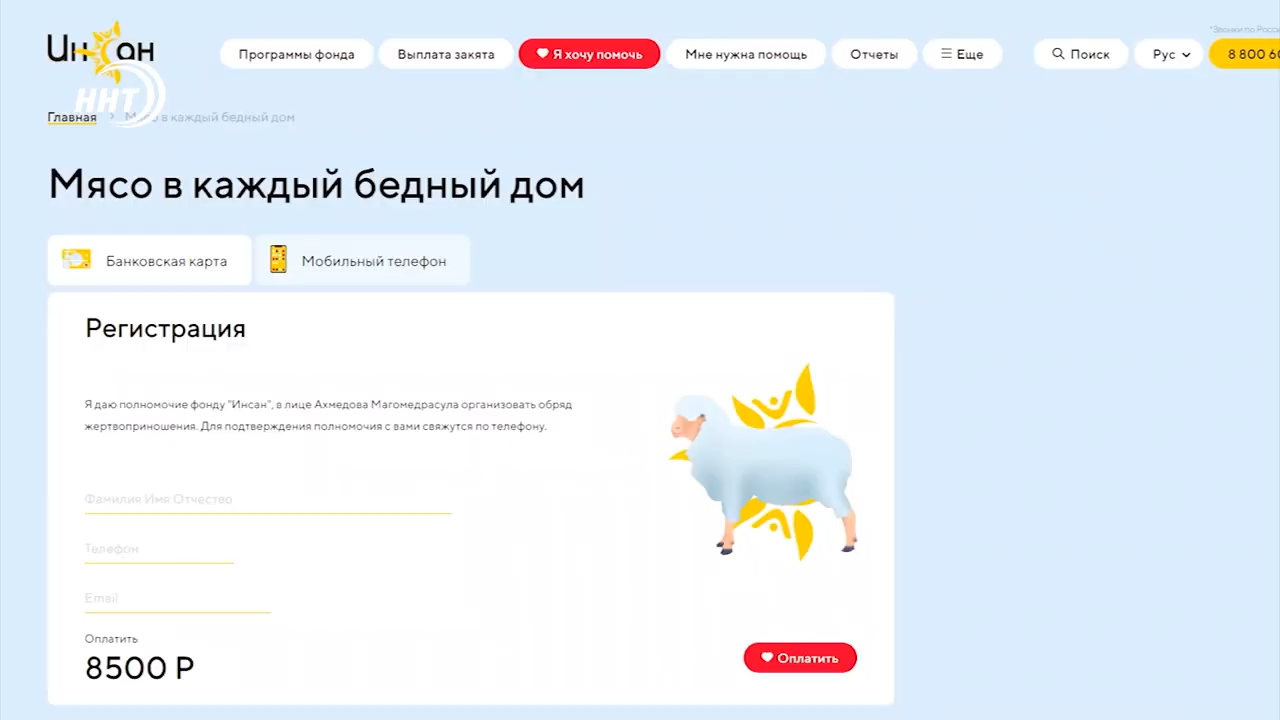 *Звонки по
Инсан
Программы фонда
Выплата закята
Я хочу помочь
Мне нужна помощь
Отчеты
Еще
Поиск
Рус
8 800
ННТ
Главная > Мясо в каждый бедный дом
Мясо в каждый бедный дом
Банковская карта
Мобильный телефон
Регистрация
Я даю полномочие фонду "Инсан", в лице Ахмедова Магомедрасула организовать обряд
жертвоприношения. Для подтверждения полномочия с вами свяжутся по телефону.
Фамилия Имя Отчество
Телефон
Email
Оплатить
8500 Р
Оплатить